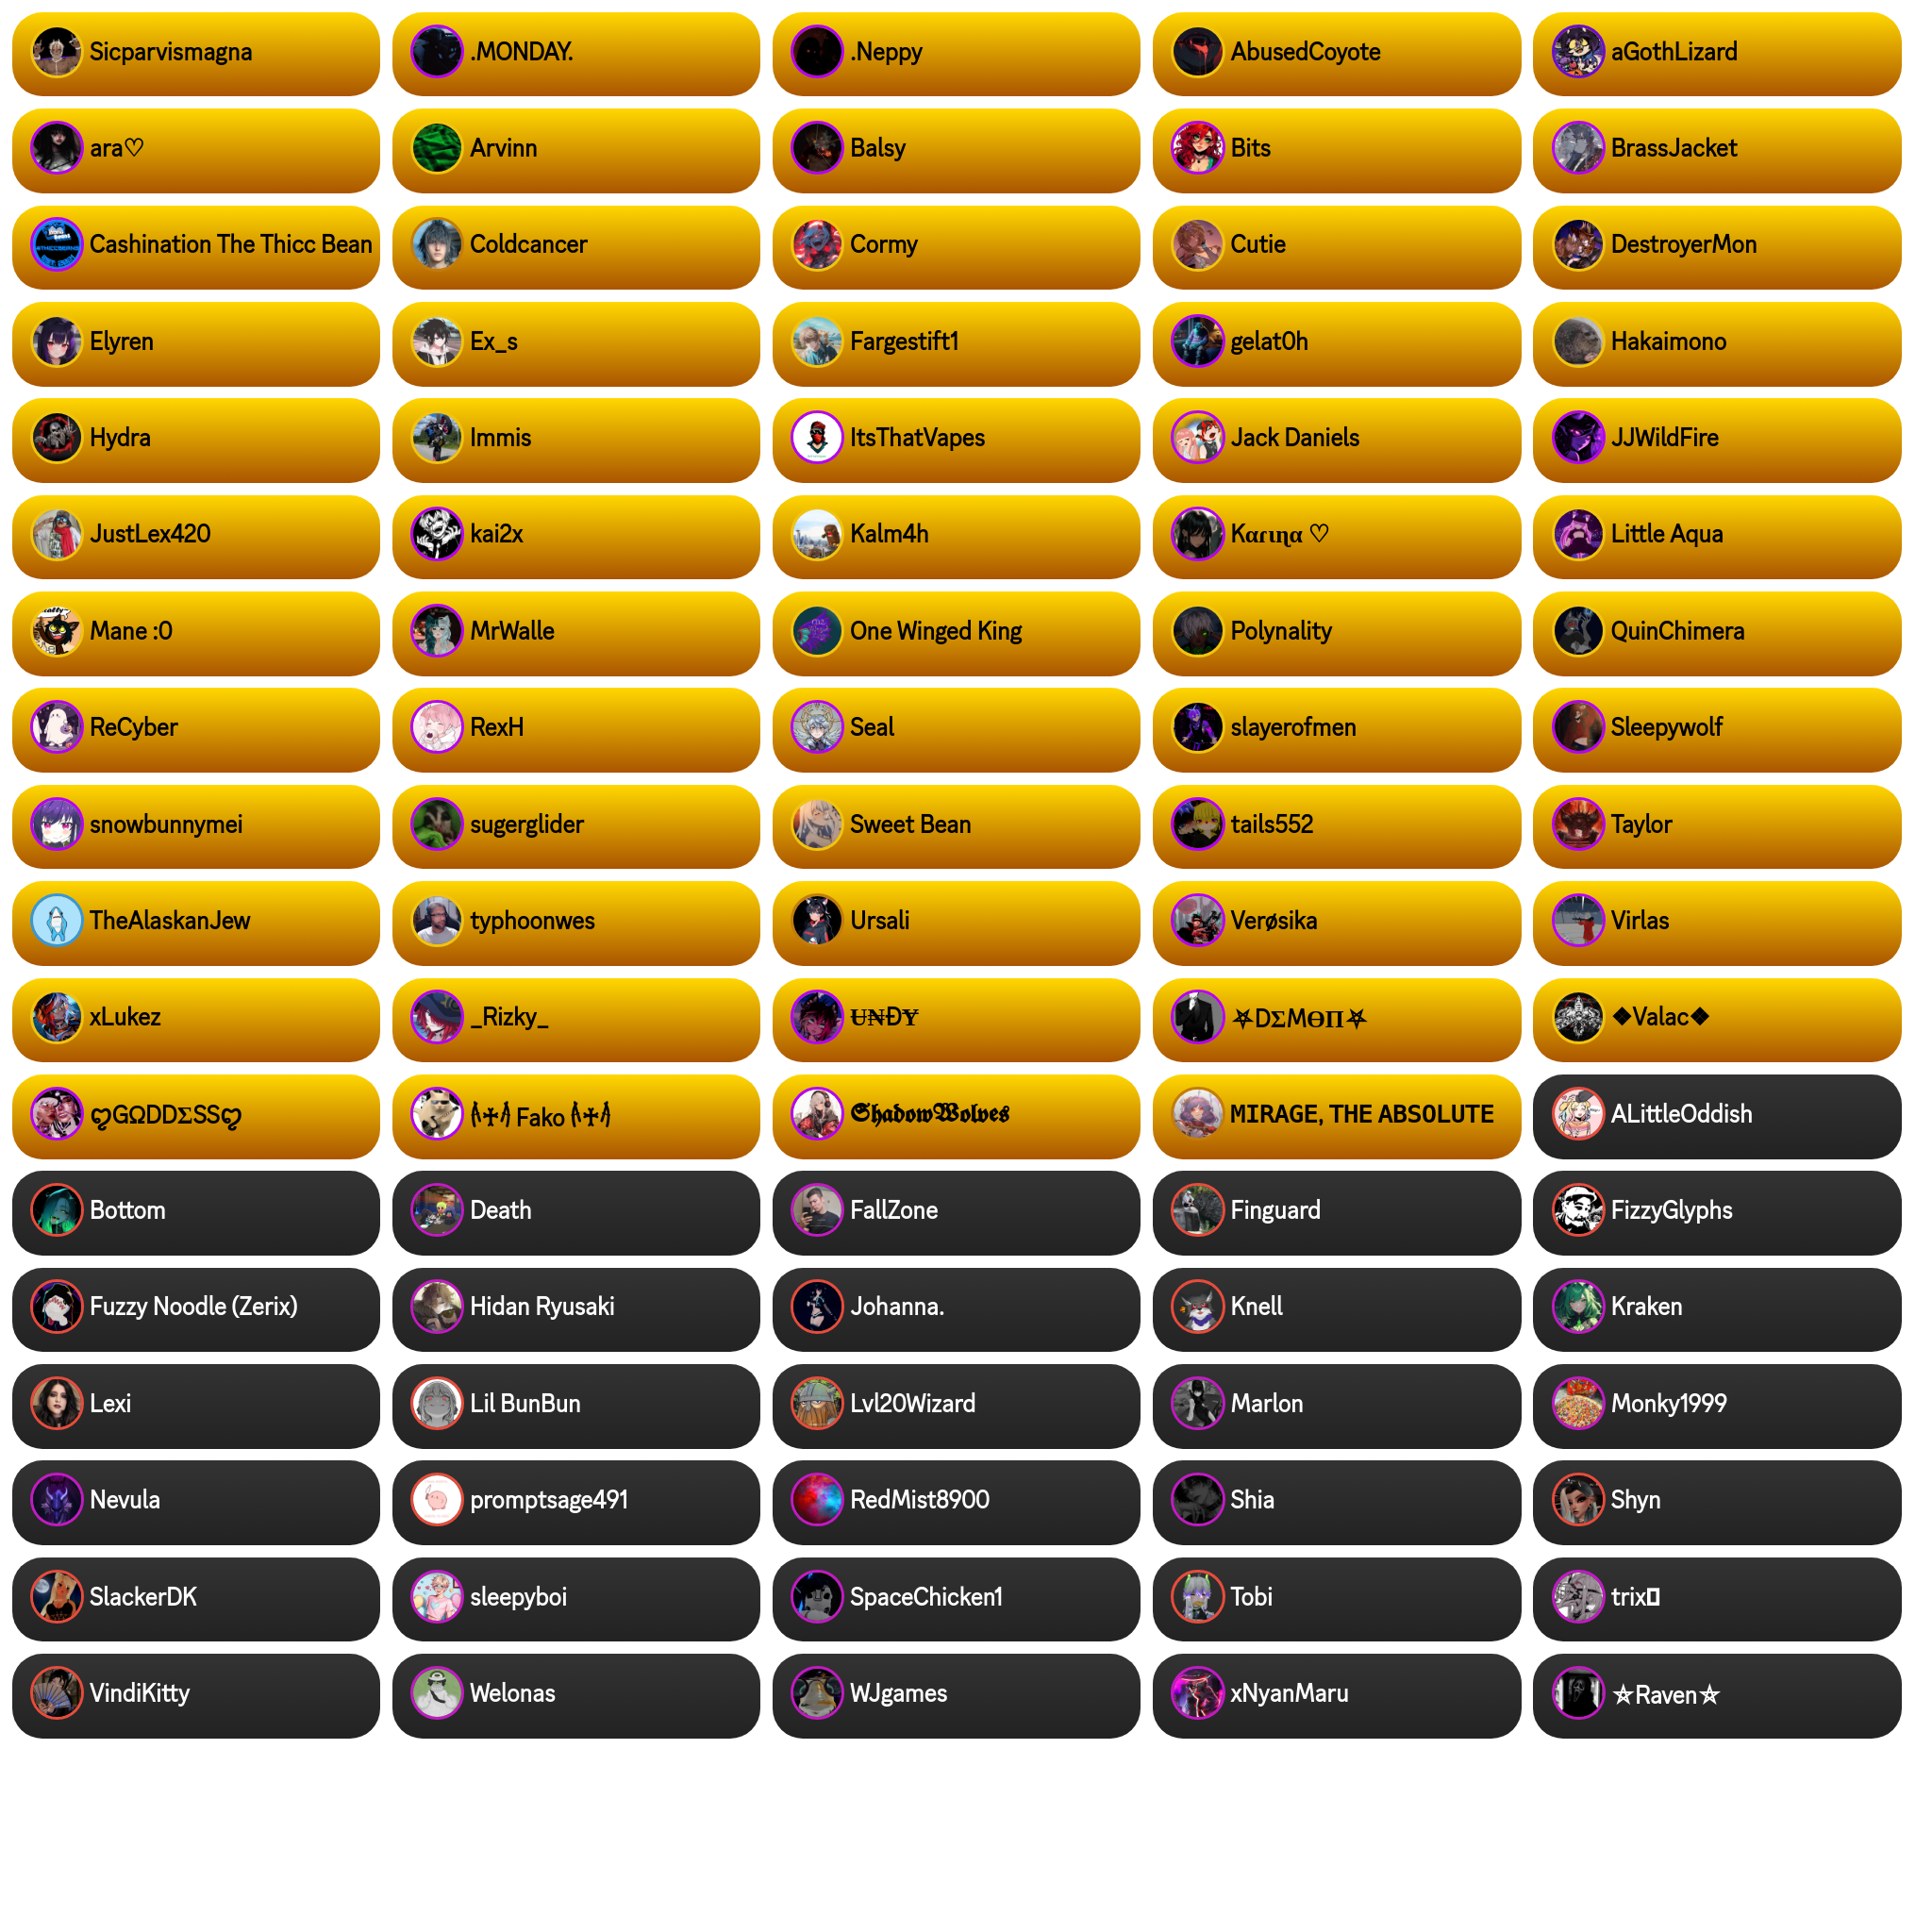 Sicparvismagna
.MONDAY.
.Neppy
AbusedCoyote
aGothLizard
ara♡
Arvinn
Balsy
Bits
BrassJacket
Cashination The Thicc Bean
Coldcancer
Cormy
Cutie
DestroyerMon
Elyren
Ex_s
Fargestift1
gelat0h
Hakaimono
Hydra
Immis
ItsThatVapes
Jack Daniels
JJWildFire
JustLex420
kai2x
Kalm4h
Kαɾιɳα ♡
Little Aqua
Mane :0
MrWalle
One Winged King
Polynality
QuinChimera
ReCyber
RexH
Seal
slayerofmen
Sleepywolf
snowbunnymei
sugerglider
Sweet Bean
tails552
Taylor
TheAlaskanJew
typhoonwes
Ursali
Verøsika
Virlas
xLukez
_Rizky_
Ʉ₦ĐɎ
⛧DΣMӨΠ⛧
❖Valac❖
ღGΩDDΣSSღ
Fako
𝕾𝖍𝖆𝖉𝖔𝖜𝖂𝖔𝖑𝖛𝖊𝖘
MIRAGE, THE ABSOLUTE
ALittleOddish
Bottom
Death
FallZone
Finguard
FizzyGlyphs
Fuzzy Noodle (Zerix)
Hidan Ryusaki
Johanna.
Knell
Kraken
Lexi
Lil BunBun
Lvl20Wizard
Marlon
Monky1999
Nevula
promptsage491
RedMist8900
Shia
Shyn
SlackerDK
sleepyboi
SpaceChicken1
Tobi
trix
VindiKitty
Welonas
WJgames
xNyanMaru
⛤Raven⛤